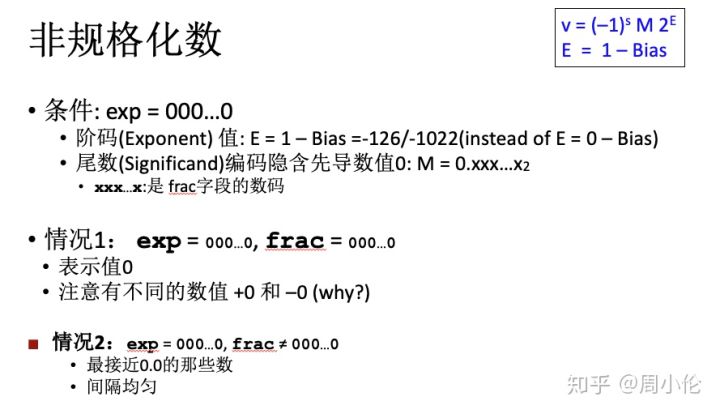 非规格化数
v = (–1)ˢ M 2ᴱ
E = 1 – Bias
• 条件: exp = 000…0
• 阶码(Exponent) 值: E = 1 – Bias =-126/-1022(instead of E = 0 – Bias)
• 尾数(Significand)编码隐含先导数值0: M = 0.xxx…x₂
• xxx…x:是 frac字段的数码
• 情况1： exp = 000…0, frac = 000…0
• 表示值0
• 注意有不同的数值 +0 和 –0 (why?)
■ 情况2：exp = 000…0, frac ≠ 000…0
• 最接近0.0的那些数
• 间隔均匀
知乎 @周小伦